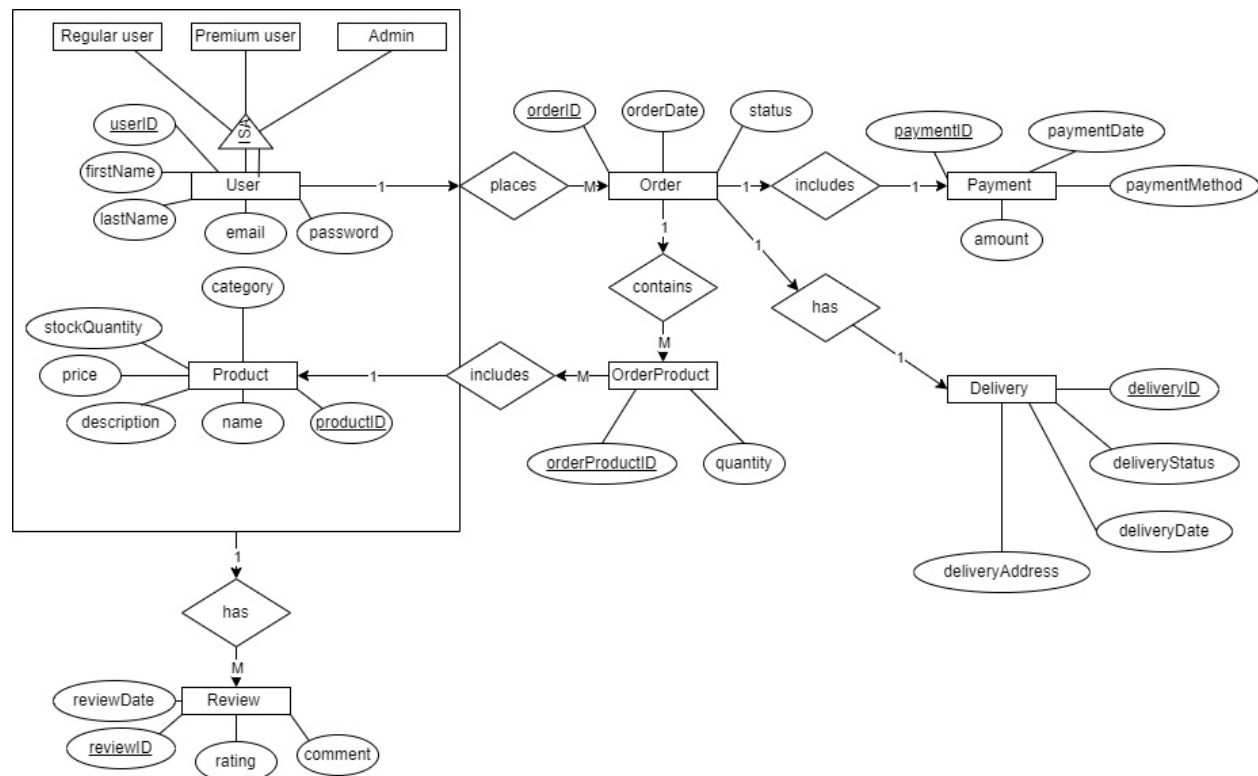 Regular user
Premium user
Admin
ISA
userID
firstName
lastName
User
email
password
1
places
M
orderID
orderDate
status
Order
1
includes
1
paymentID
paymentDate
Payment
paymentMethod
amount
1
contains
M
1
has
1
category
stockQuantity
price
Product
description
name
productID
1
includes
M
OrderProduct
orderProductID
quantity
Delivery
deliveryID
deliveryStatus
deliveryDate
deliveryAddress
1
has
M
reviewDate
Review
reviewID
rating
comment